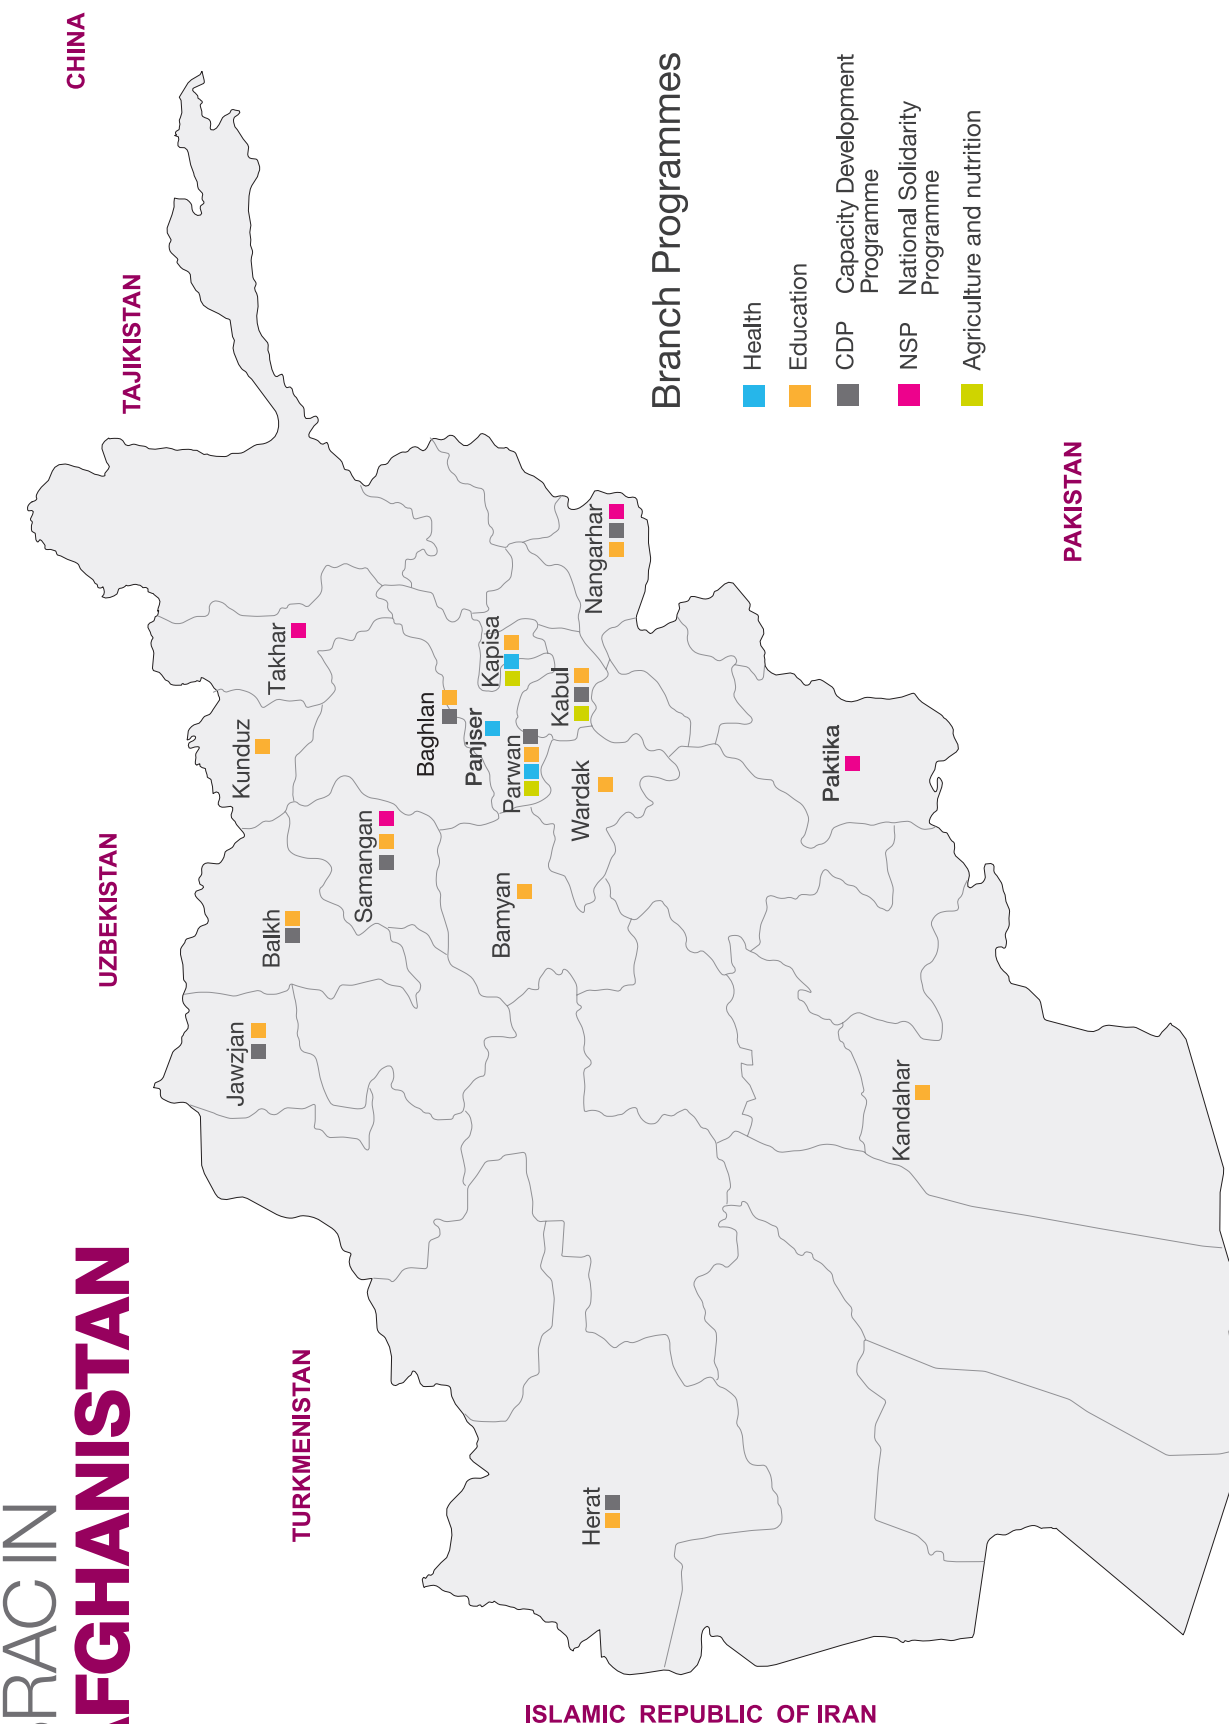 RAC IN
AFGHANISTAN
CHINA
TAJIKISTAN
UZBEKISTAN
TURKMENISTAN
ISLAMIC REPUBLIC OF IRAN
PAKISTAN
Jawzjan
Balkh
Kunduz
Takhar
Samangan
Baghlan
Panjser
Kapisa
Parwan
Bamyan
Kabul
Wardak
Nangarhar
Herat
Paktika
Kandahar
Branch Programmes
Health
Education
CDP Capacity Development
Programme
NSP National Solidarity
Programme
Agriculture and nutrition